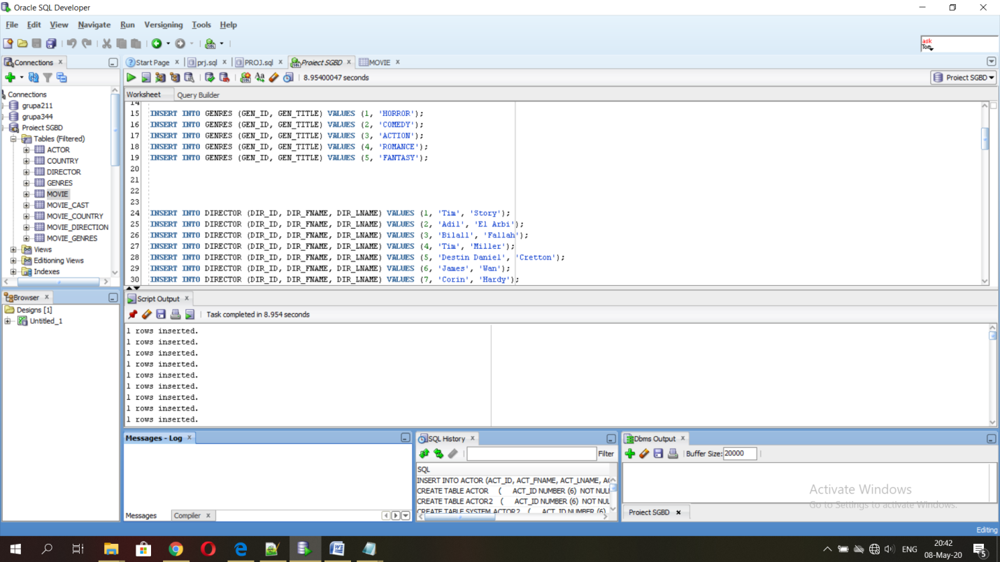 Oracle SQL Developer
File Edit View Navigate Run Versioning Tools Help
ask
Tom
Connections
Start Page
prj.sql
PROJ.sql
Proiect SGBD
MOVIE
8.95400047 seconds
Proiect SGBD
Worksheet
Query Builder
Connections
grupa211
grupa344
Proiect SGBD
Tables (Filtered)
ACTOR
COUNTRY
DIRECTOR
GENRES
MOVIE
MOVIE_CAST
MOVIE_COUNTRY
MOVIE_DIRECTION
MOVIE_GENRES
Views
Editioning Views
Indexes
14
15 INSERT INTO GENRES (GEN_ID, GEN_TITLE) VALUES (1, 'HORROR');
16 INSERT INTO GENRES (GEN_ID, GEN_TITLE) VALUES (2, 'COMEDY');
17 INSERT INTO GENRES (GEN_ID, GEN_TITLE) VALUES (3, 'ACTION');
18 INSERT INTO GENRES (GEN_ID, GEN_TITLE) VALUES (4, 'ROMANCE');
19 INSERT INTO GENRES (GEN_ID, GEN_TITLE) VALUES (5, 'FANTASY');
20
21
22
23
24 INSERT INTO DIRECTOR (DIR_ID, DIR_FNAME, DIR_LNAME) VALUES (1, 'Tim', 'Story');
25 INSERT INTO DIRECTOR (DIR_ID, DIR_FNAME, DIR_LNAME) VALUES (2, 'Adil', 'El Arbi');
26 INSERT INTO DIRECTOR (DIR_ID, DIR_FNAME, DIR_LNAME) VALUES (3, 'Bilall', 'Fallah');
27 INSERT INTO DIRECTOR (DIR_ID, DIR_FNAME, DIR_LNAME) VALUES (4, 'Tim', 'Miller');
28 INSERT INTO DIRECTOR (DIR_ID, DIR_FNAME, DIR_LNAME) VALUES (5, 'Destin Daniel', 'Cretton');
29 INSERT INTO DIRECTOR (DIR_ID, DIR_FNAME, DIR_LNAME) VALUES (6, 'James', 'Wan');
30 INSERT INTO DIRECTOR (DIR_ID, DIR_FNAME, DIR_LNAME) VALUES (7, 'Corin', 'Hardy');
Browser
Designs [1]
Untitled_1
Script Output
Task completed in 8.954 seconds
1 rows inserted.
1 rows inserted.
1 rows inserted.
1 rows inserted.
1 rows inserted.
1 rows inserted.
1 rows inserted.
1 rows inserted.
1 rows inserted.
Messages - Log
Messages
Compiler
SQL History
Filter
SQL
INSERT INTO ACTOR (ACT_ID, ACT_FNAME, ACT_LNAME, AC
CREATE TABLE ACTOR ( ACT_ID NUMBER (6) NOT NUL
CREATE TABLE ACTOR2 ( ACT_ID NUMBER (6) NOT NUL
CREATE TABLE SYSTEM.ACTOR2 ( ACT_ID NUMBER (6)
Dbms Output
Buffer Size: 20000
Proiect SGBD
Activate Windows
Go to Settings to activate Windows.
Editing
ENG
20:42
08-May-20
5